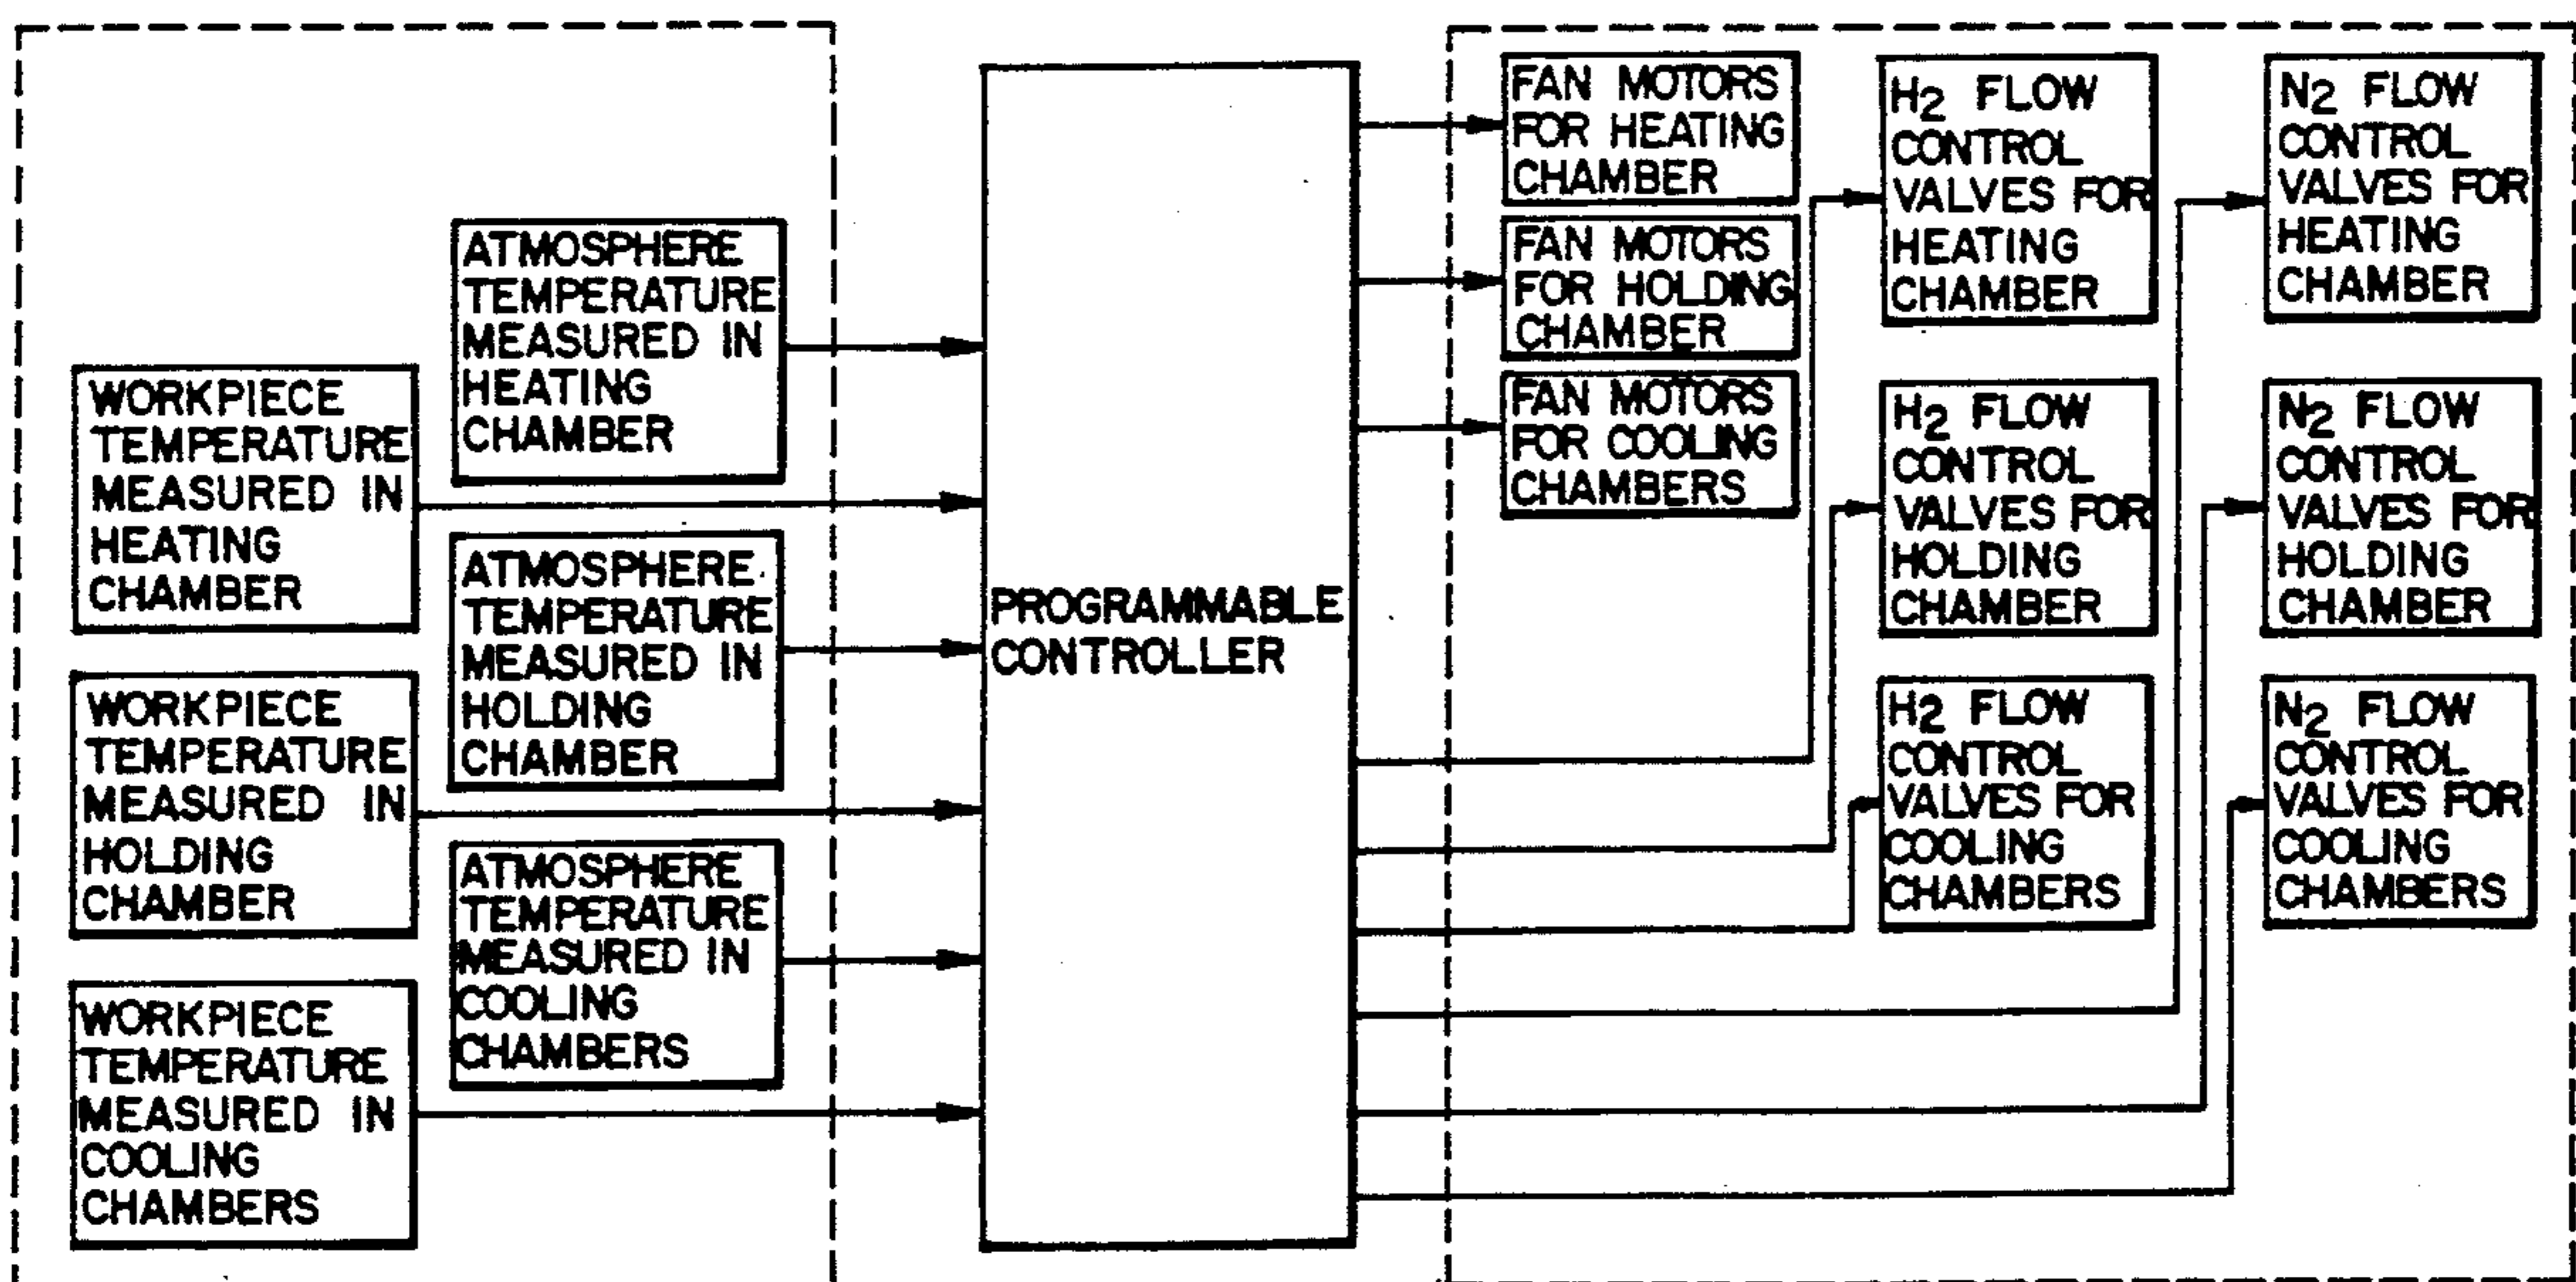 WORKPIECE
TEMPERATURE
MEASURED IN
HEATING
CHAMBER
WORKPIECE
TEMPERATURE
MEASURED IN
HOLDING
CHAMBER
WORKPIECE
TEMPERATURE
MEASURED IN
COOLING
CHAMBERS
ATMOSPHERE
TEMPERATURE
MEASURED IN
HEATING
CHAMBER
ATMOSPHERE
TEMPERATURE
MEASURED IN
HOLDING
CHAMBER
ATMOSPHERE
TEMPERATURE
MEASURED IN
COOLING
CHAMBERS
PROGRAMMABLE
CONTROLLER
FAN MOTORS
FOR HEATING
CHAMBER
FAN MOTORS
FOR HOLDING
CHAMBER
FAN MOTORS
FOR COOLING
CHAMBERS
H2 FLOW
CONTROL
VALVES FOR
HEATING
CHAMBER
H2 FLOW
CONTROL
VALVES FOR
HOLDING
CHAMBER
H2 FLOW
CONTROL
VALVES FOR
COOLING
CHAMBERS
N2 FLOW
CONTROL
VALVES FOR
HEATING
CHAMBER
N2 FLOW
CONTROL
VALVES FOR
HOLDING
CHAMBER
N2 FLOW
CONTROL
VALVES FOR
COOLING
CHAMBERS